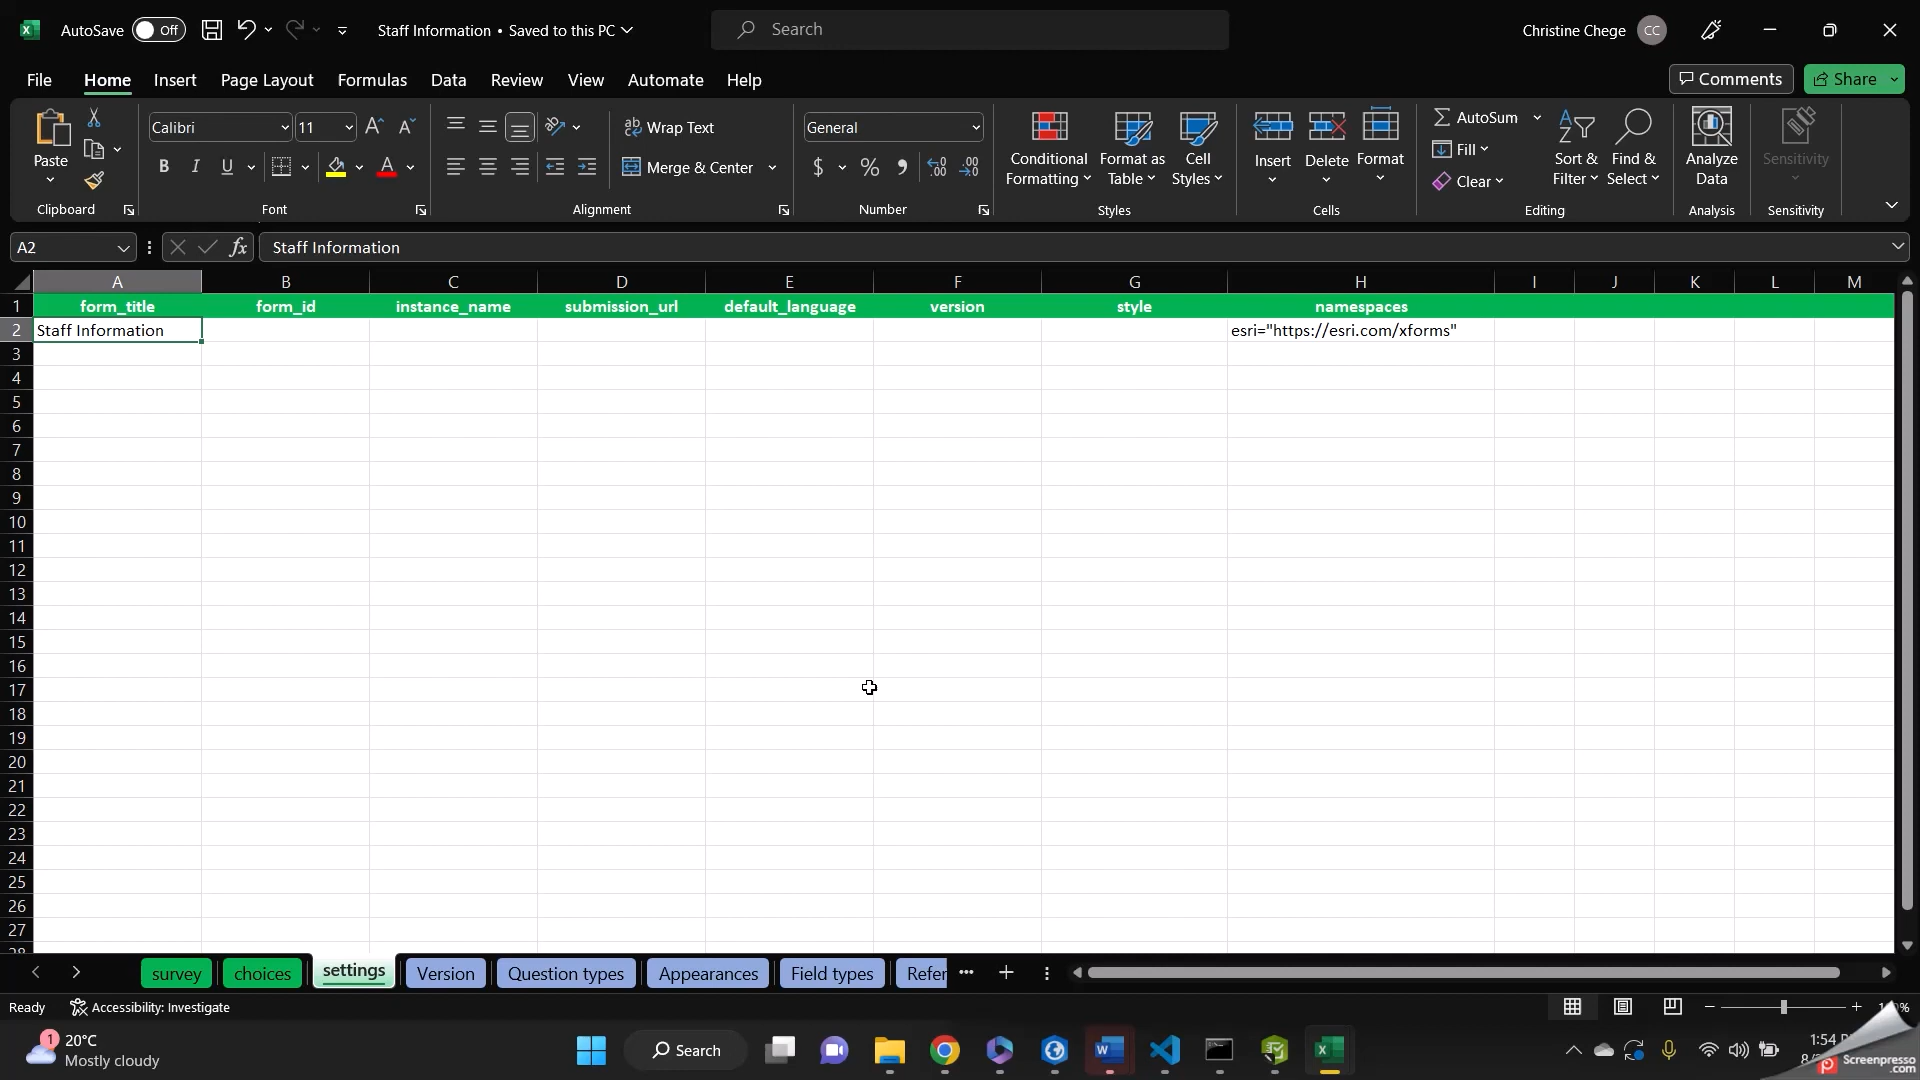 AutoSave Off Staff Information • Saved to this PC Search Christine Chege CC
File Home Insert Page Layout Formulas Data Review View Automate Help Comments Share
Paste
Clipboard
Calibri 11
B I U A
Font
ab Wrap Text
Merge & Center
Alignment
General
$ % 9 .00
Number
Conditional Formatting
Format as Table
Cell Styles
Styles
Insert Delete Format
Cells
AutoSum
Fill
Clear
Sort & Filter
Find & Select
Editing
Analyze Data
Analysis
Sensitivity
Sensitivity
A2 fx Staff Information
A B C D E F G H I J K L M
1 form_title form_id instance_name submission_url default_language version style namespaces
2 Staff Information esri="https://esri.com/xforms"
3
4
5
6
7
8
9
10
11
12
13
14
15
16
17
18
19
20
21
22
23
24
25
26
27
survey choices settings Version Question types Appearances Field types Refer
Ready Accessibility: Investigate
1 20°C
Mostly cloudy
Search
1:54
Screenpresso
.com